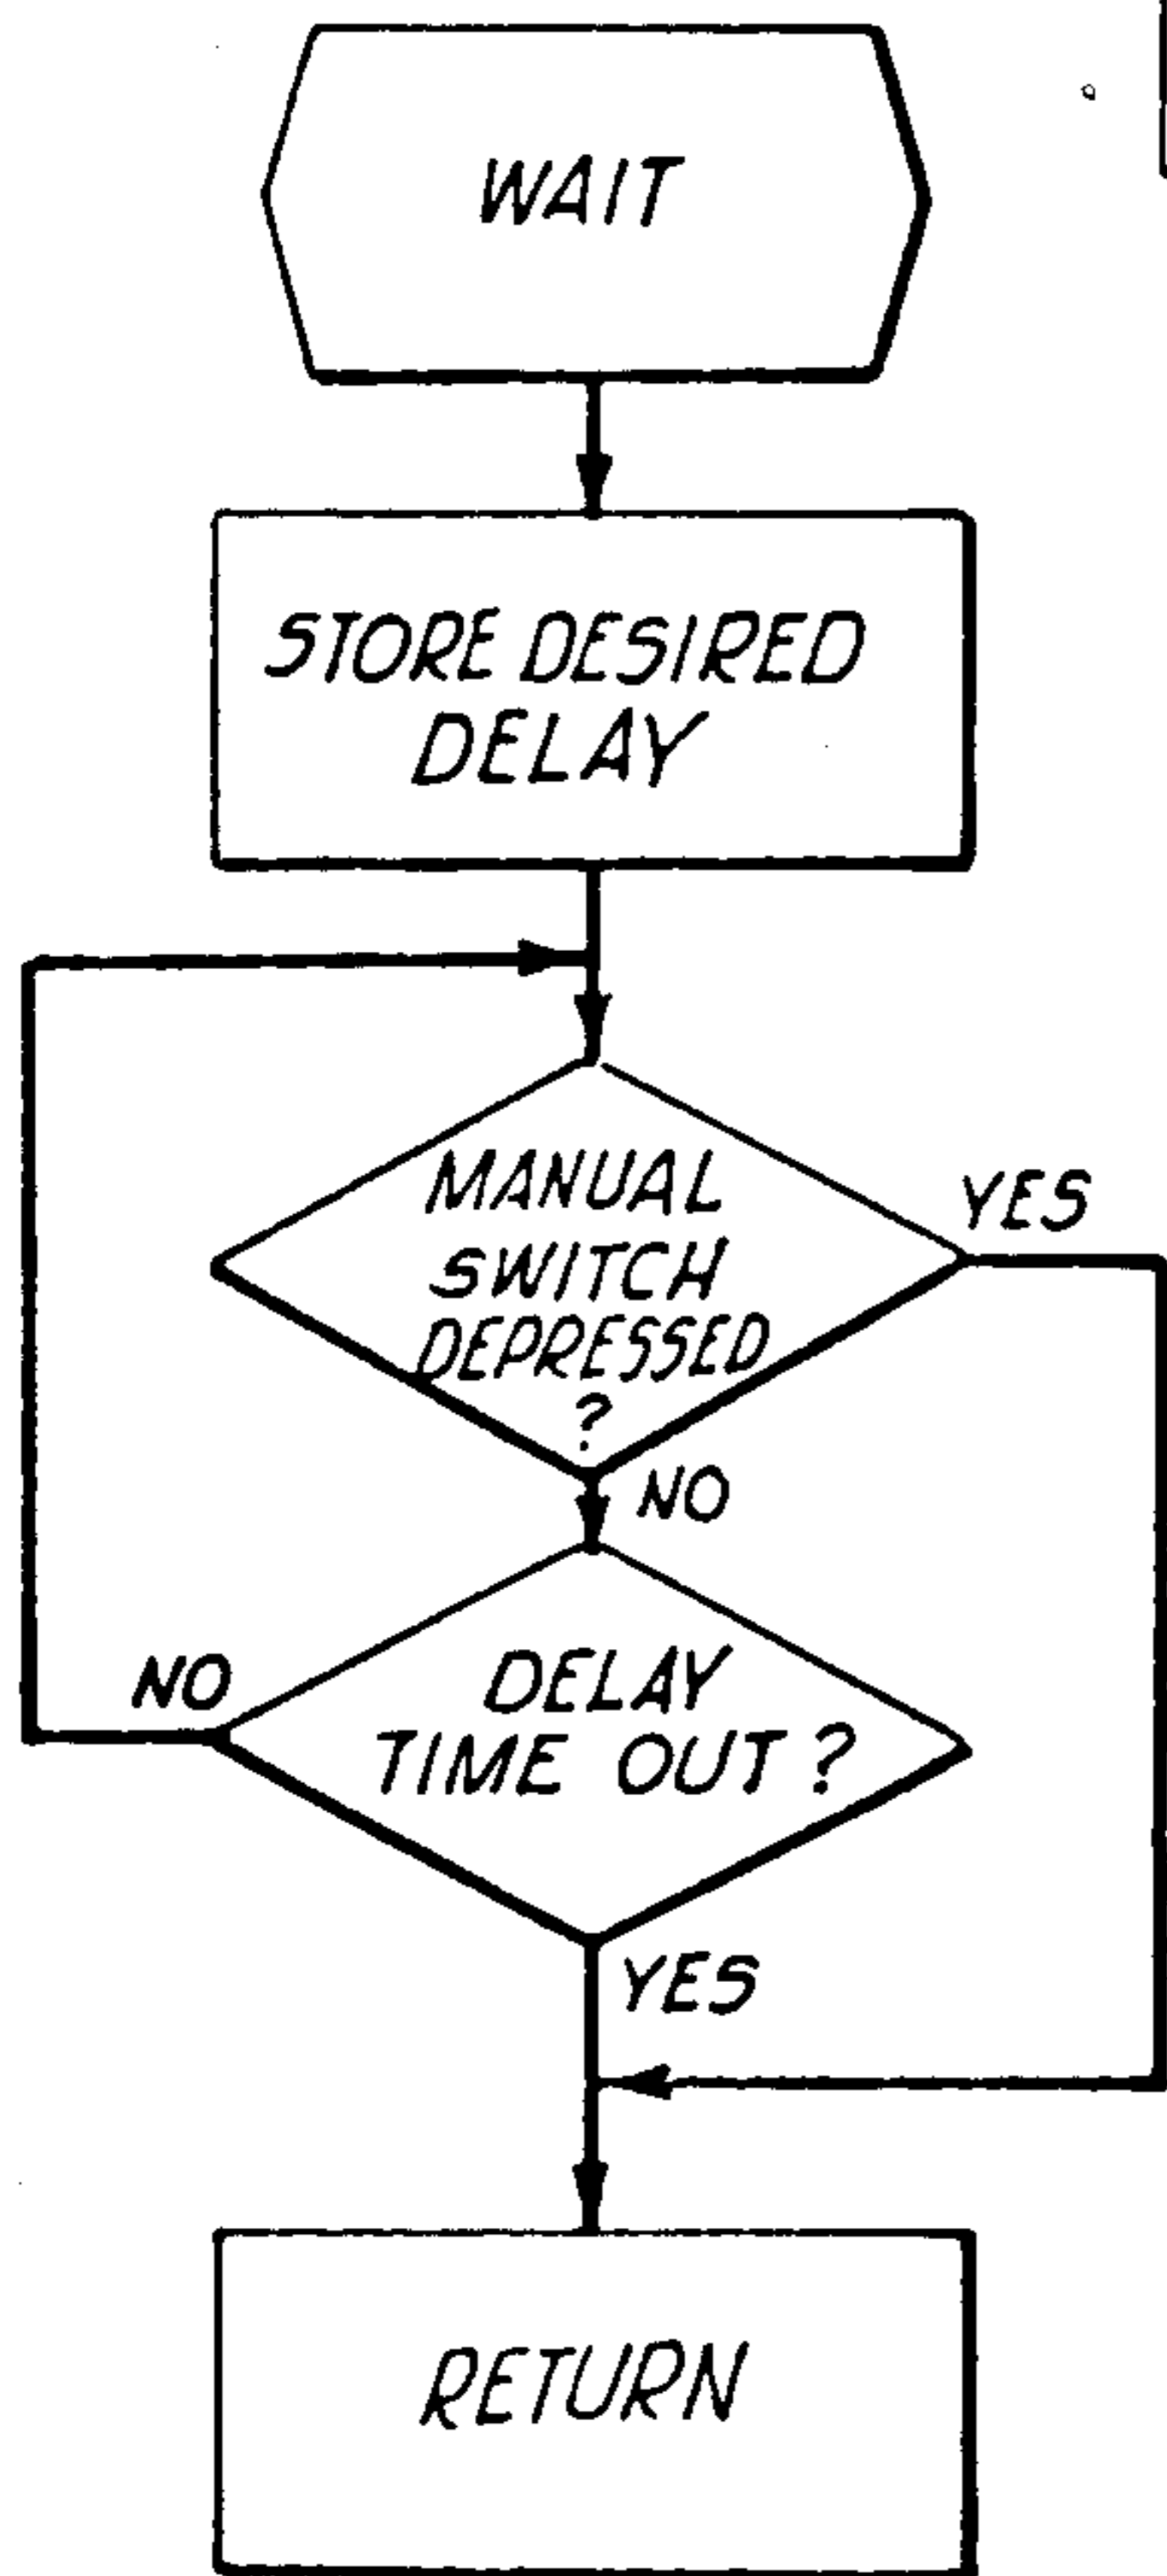 WAIT
STORE DESIRED
DELAY
MANUAL
SWITCH
DEPRESSED
?
YES
NO
DELAY
TIME OUT ?
NO
YES
RETURN